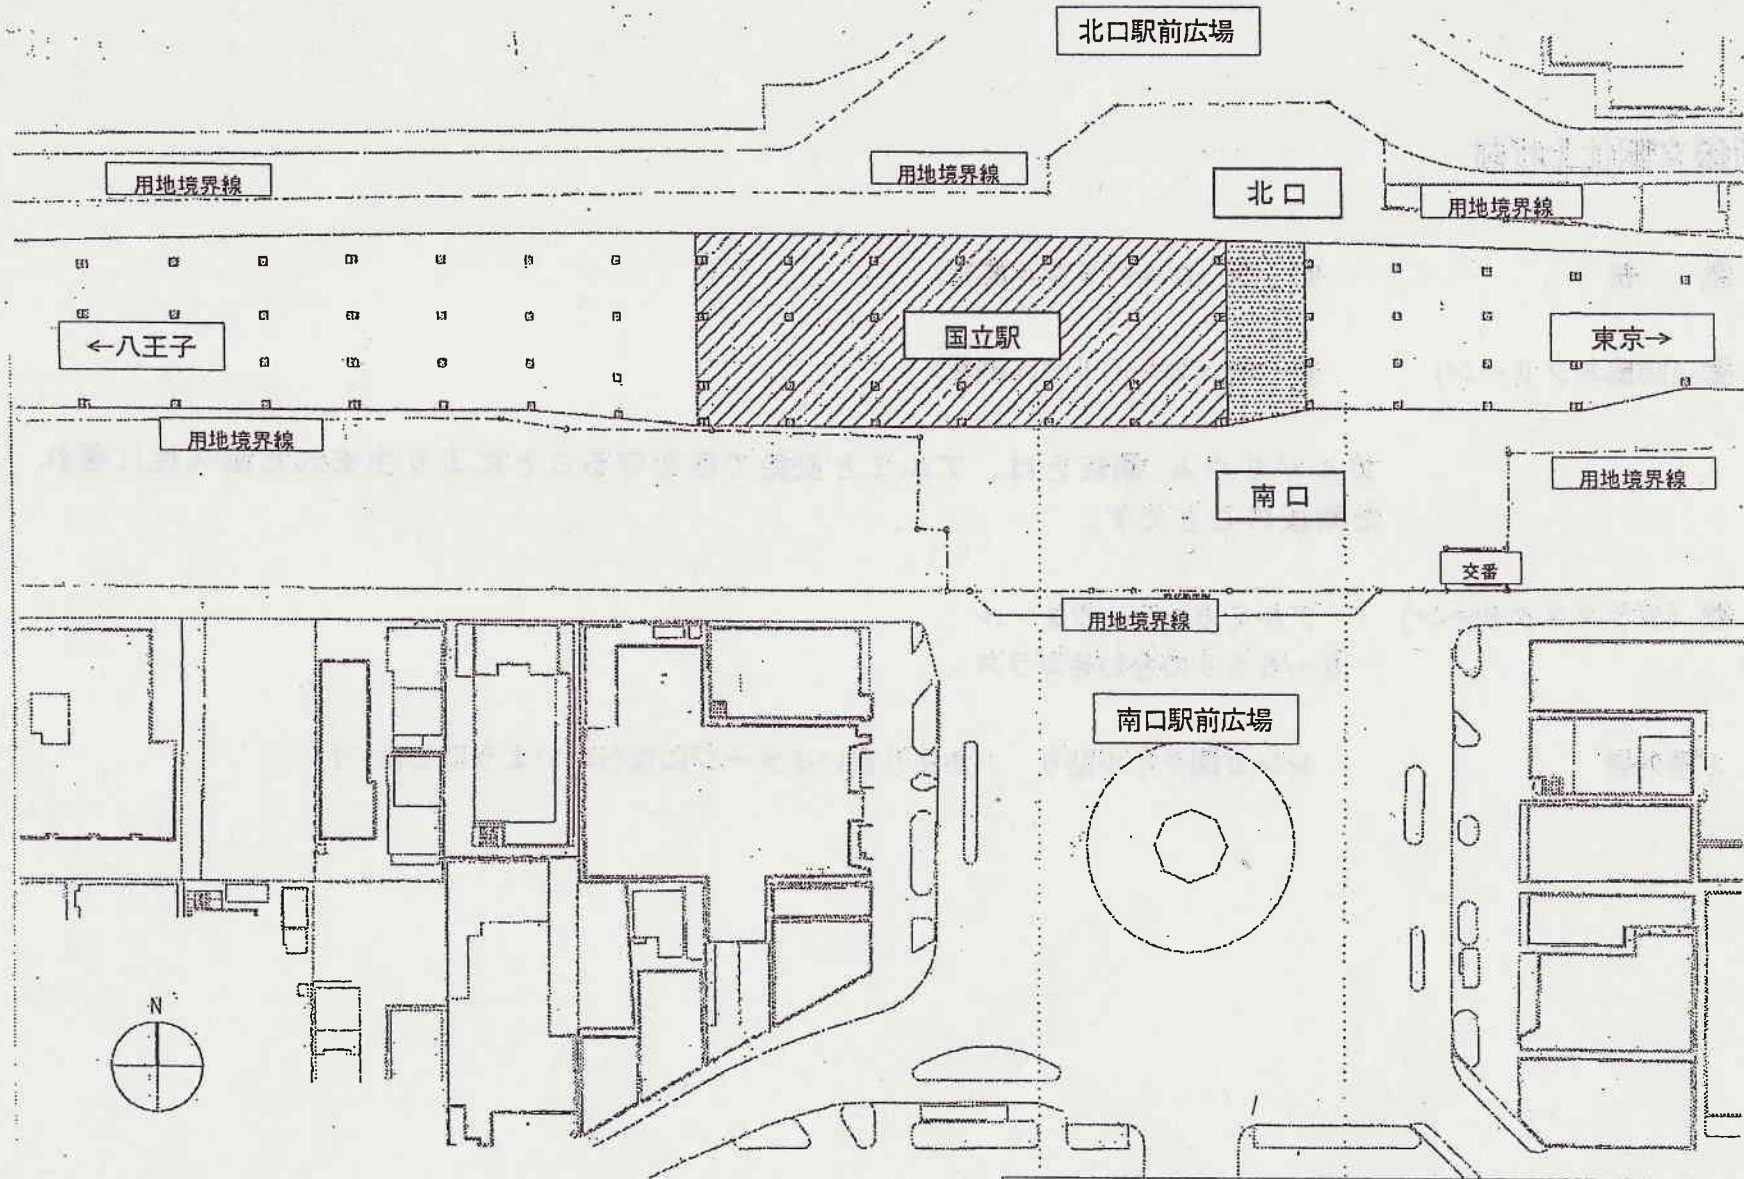 北口駅前広場
用地境界線
用地境界線
北口
用地境界線
国立駅
←八王子
東京→
用地境界線
南口
用地境界線
交番
用地境界線
南口駅前広場
N